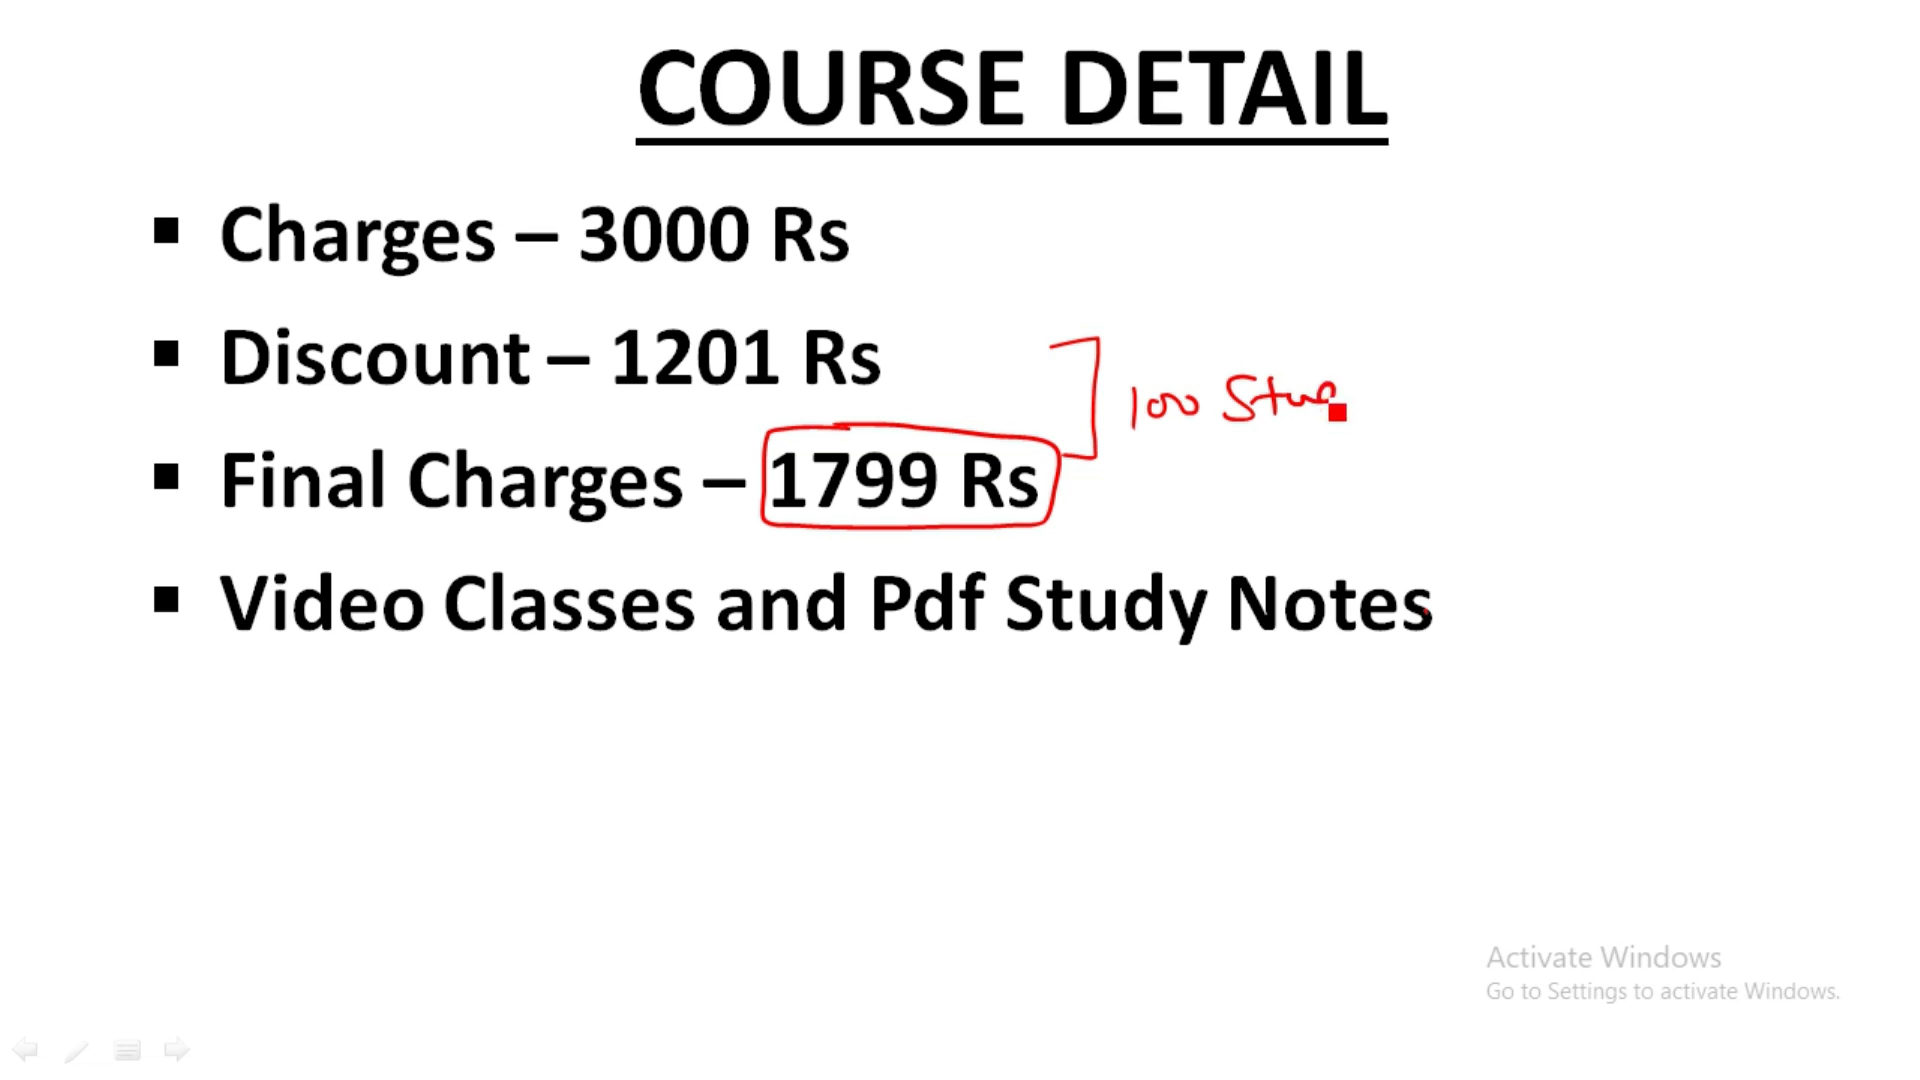 COURSE DETAIL
▪ Charges – 3000 Rs
▪ Discount – 1201 Rs
100 Stu
▪ Final Charges – 1799 Rs
▪ Video Classes and Pdf Study Notes
Activate Windows
Go to Settings to activate Windows.